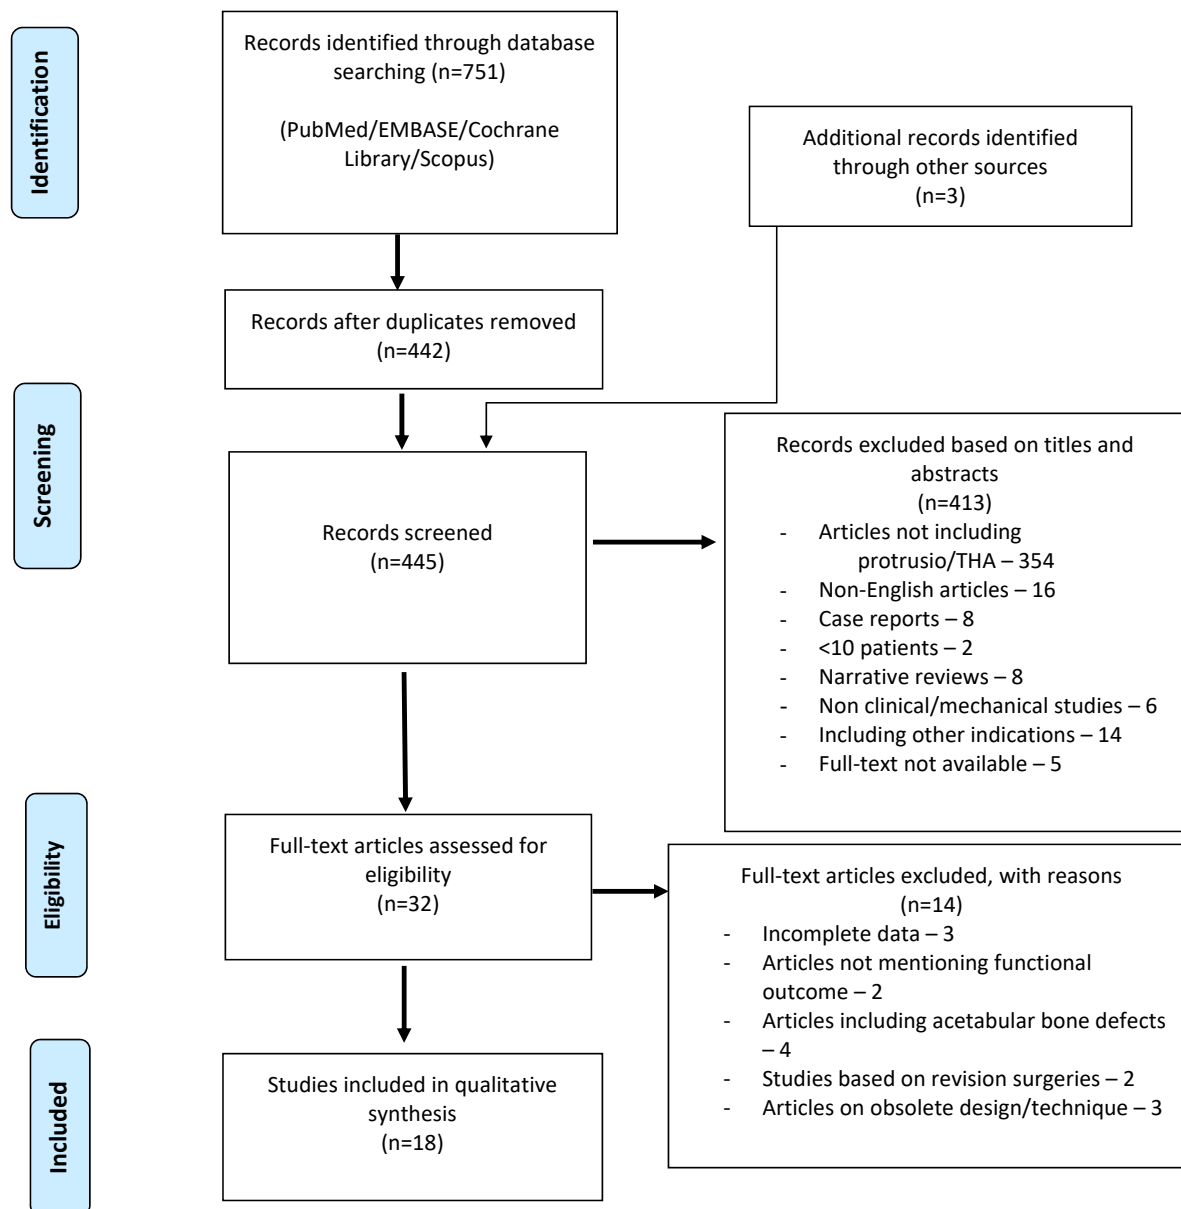 Identification
Records identified through database
searching (n=751)
(PubMed/EMBASE/Cochrane
Library/Scopus)
Additional records identified
through other sources
(n=3)
Records after duplicates removed
(n=442)
Screening
Records screened
(n=445)
Records excluded based on titles and
abstracts
(n=413)
- Articles not including
protrusio/THA – 354
- Non-English articles – 16
- Case reports – 8
- <10 patients – 2
- Narrative reviews – 8
- Non clinical/mechanical studies – 6
- Including other indications – 14
- Full-text not available – 5
Eligibility
Full-text articles assessed for
eligibility
(n=32)
Full-text articles excluded, with reasons
(n=14)
- Incomplete data – 3
- Articles not mentioning functional
outcome – 2
- Articles including acetabular bone defects
– 4
- Studies based on revision surgeries – 2
- Articles on obsolete design/technique – 3
Included
Studies included in qualitative
synthesis
(n=18)